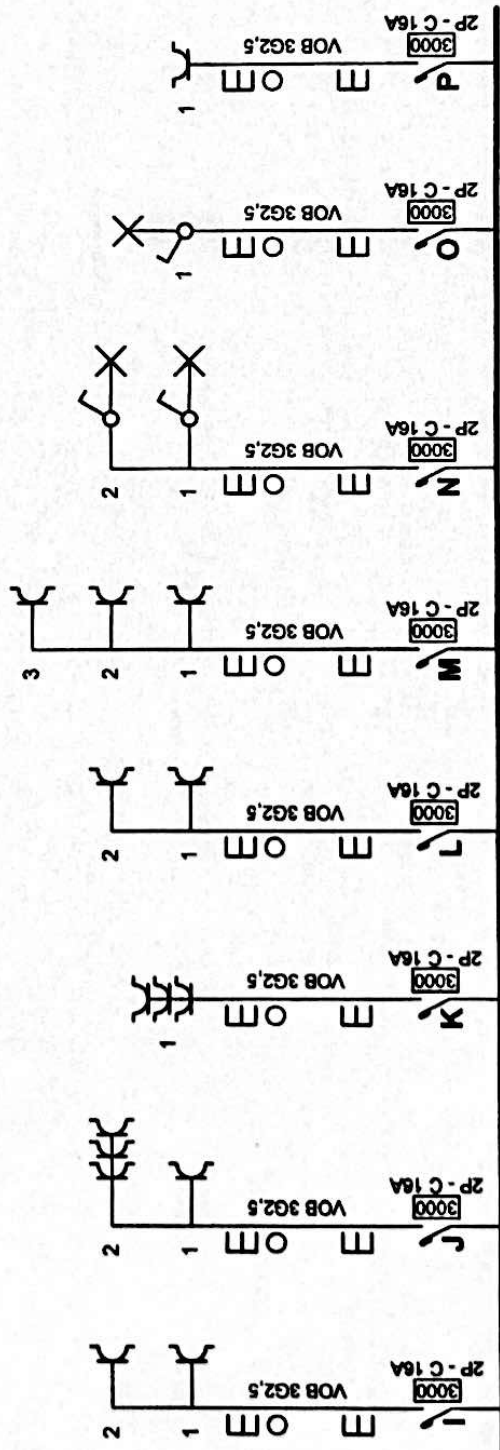 2
1
VOB 3G2,5
3000
2P - C 16A
I
2
1
VOB 3G2,5
3000
2P - C 16A
J
1
VOB 3G2,5
3000
2P - C 16A
K
2
1
VOB 3G2,5
3000
2P - C 16A
L
3
2
1
VOB 3G2,5
3000
2P - C 16A
M
2
1
VOB 3G2,5
3000
2P - C 16A
N
1
VOB 3G2,5
3000
2P - C 16A
O
1
VOB 3G2,5
3000
2P - C 16A
P